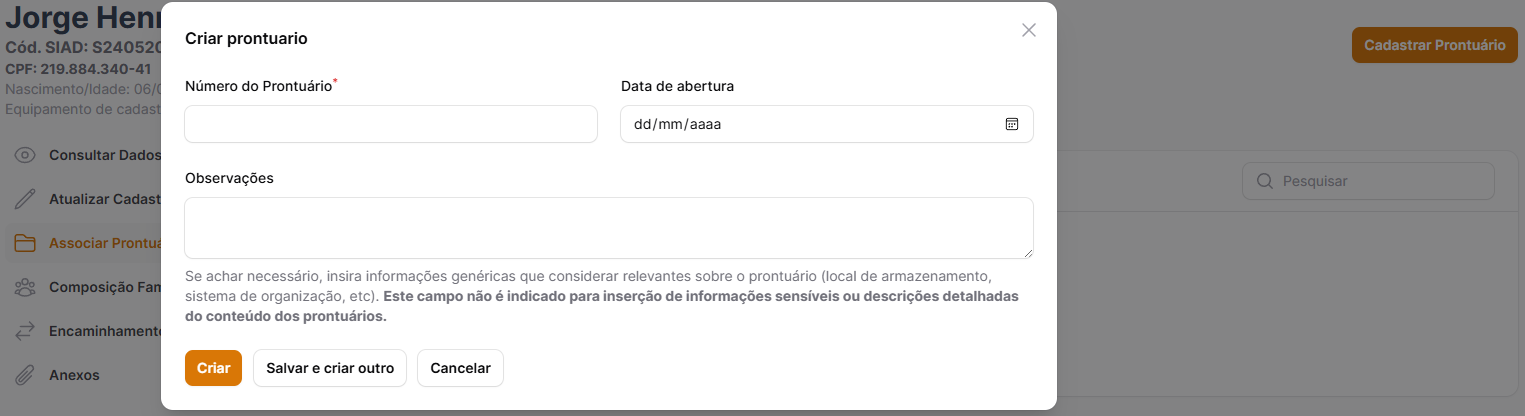 Jorge Henr
Cód. SIAD: S240520
CPF: 219.884.340-41
Nascimento/Idade: 06/0
Equipamento de cadast
Consultar Dados
Atualizar Cadast
Associar Prontuá
Composição Fam
Encaminhamento
Anexos
Criar prontuario
Número do Prontuário*
Data de abertura
dd/mm/aaaa
Observações
Se achar necessário, insira informações genéricas que considerar relevantes sobre o prontuário (local de armazenamento,
sistema de organização, etc). Este campo não é indicado para inserção de informações sensíveis ou descrições detalhadas
do conteúdo dos prontuários.
Criar
Salvar e criar outro
Cancelar
Cadastrar Prontuário
Pesquisar